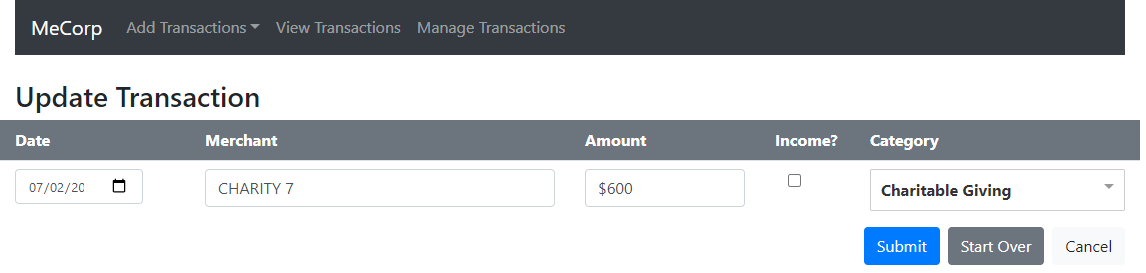 MeCorp Add Transactions View Transactions Manage Transactions
Update Transaction
Date Merchant Amount Income? Category
07/02/20 CHARITY 7 $600 Charitable Giving
Submit Start Over Cancel